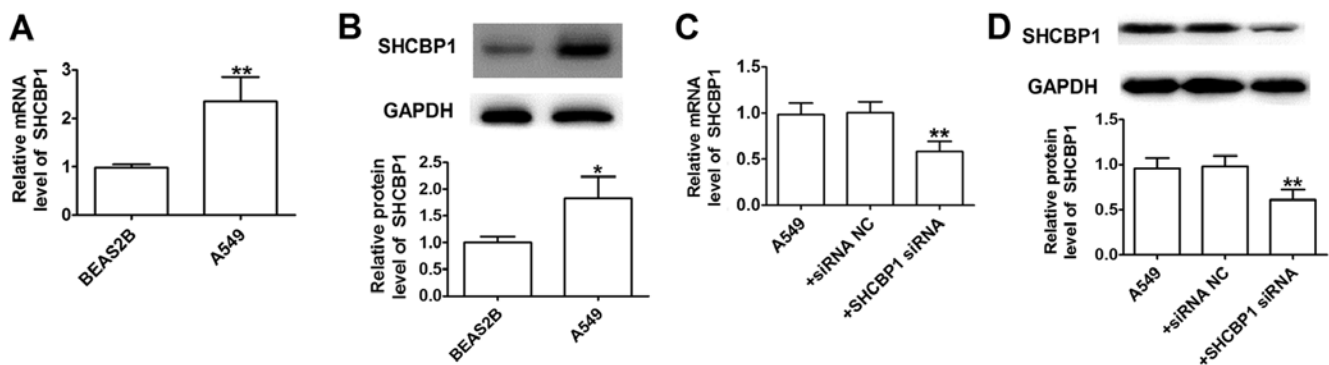 A
Relative mRNA
level of SHCBP1
3
2
1
0
**
BEAS2B
A549
B
SHCBP1
GAPDH
Relative protein
level of SHCBP1
2.5
2.0
1.5
1.0
0.5
0.0
*
BEAS2B
A549
C
Relative mRNA
level of SHCBP1
1.5
1.0
0.5
0.0
**
A549
+siRNA NC
+SHCBP1 siRNA
D
SHCBP1
GAPDH
Relative protein
level of SHCBP1
1.5
1.0
0.5
0.0
**
A549
+siRNA NC
+SHCBP1 siRNA